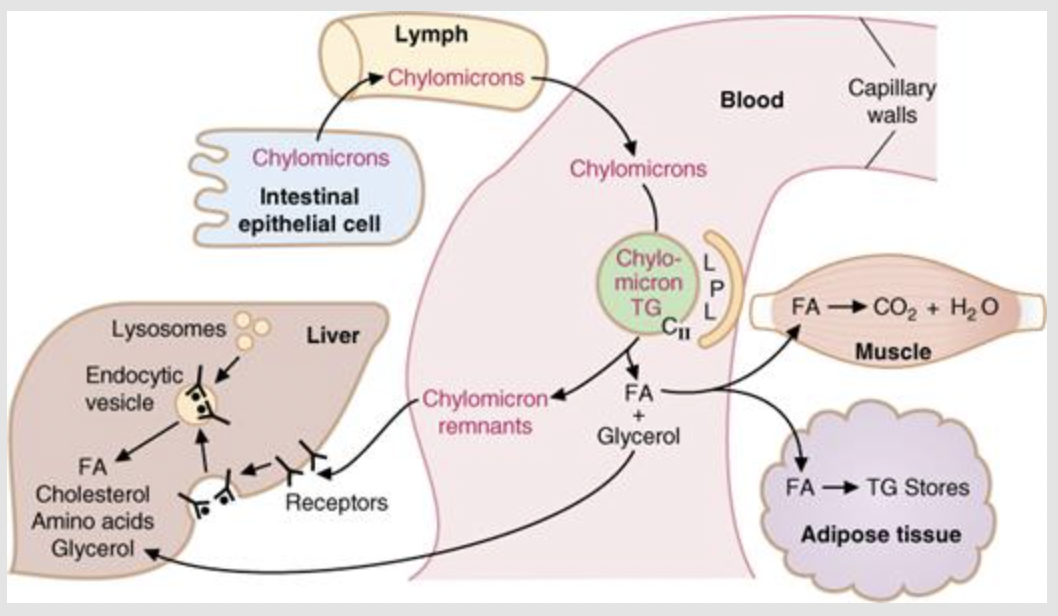 Lymph
Chylomicrons
Blood
Capillary
walls
Chylomicrons
Intestinal
epithelial cell
Chylomicrons
Chylo-
micron
TG
C II
L
P
L
FA → CO₂ + H₂O
Muscle
Lysosomes
Liver
Endocytic
vesicle
FA
Cholesterol
Amino acids
Glycerol
Receptors
Chylomicron
remnants
FA
+
Glycerol
FA → TG Stores
Adipose tissue